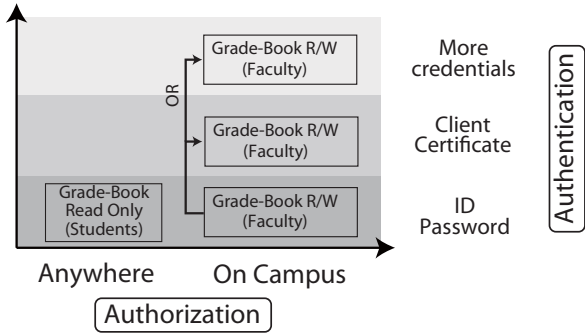 Grade-Book R/W
(Faculty)
More
credentials
OR
Grade-Book R/W
(Faculty)
Client
Certificate
Authentication
Grade-Book
Read Only
(Students)
Grade-Book R/W
(Faculty)
ID
Password
Anywhere
On Campus
Authorization